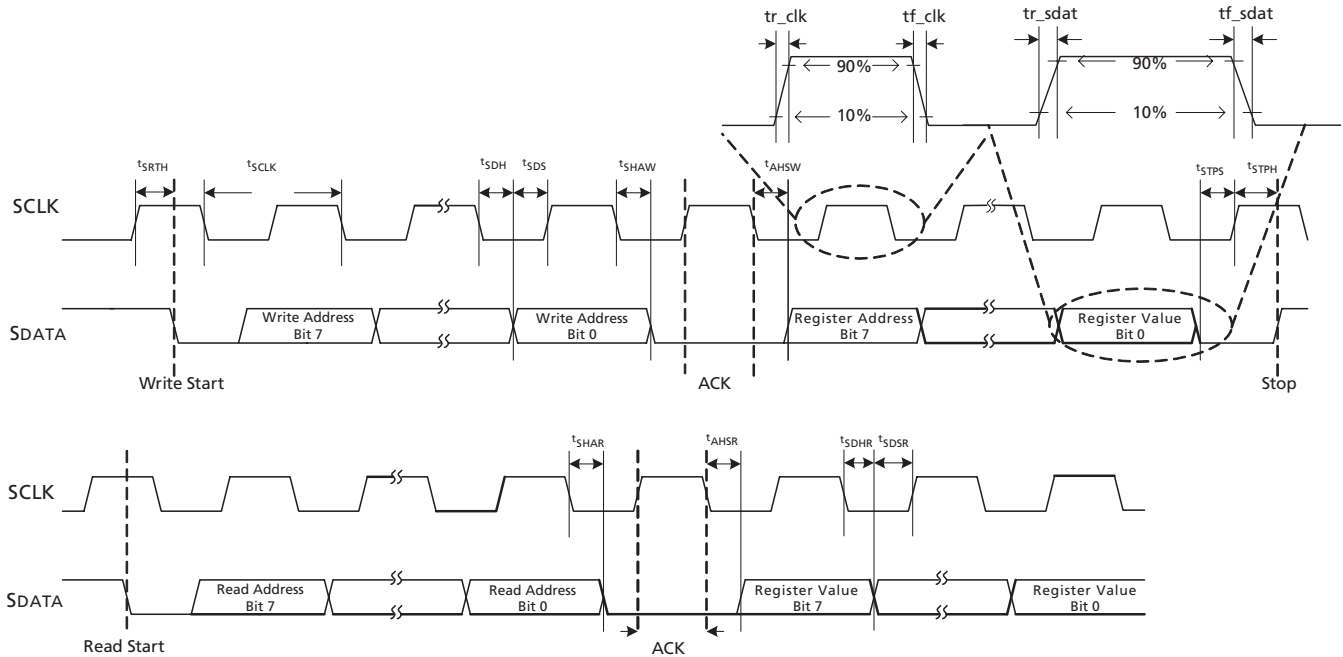 tr_clk tf_clk tr_sdat tf_sdat
90% 90%
10% 10%
tSRTH tSCLK tSDH tSDS tSHAW tAHSW tSTPS tSTPH
SCLK
SDATA
Write Address
Bit 7
Write Address
Bit 0
Register Address
Bit 7
Register Value
Bit 0
Write Start ACK Stop
tSHAR tAHSR tSDHR tSDSR
SCLK
SDATA
Read Address
Bit 7
Read Address
Bit 0
Register Value
Bit 7
Register Value
Bit 0
Read Start ACK